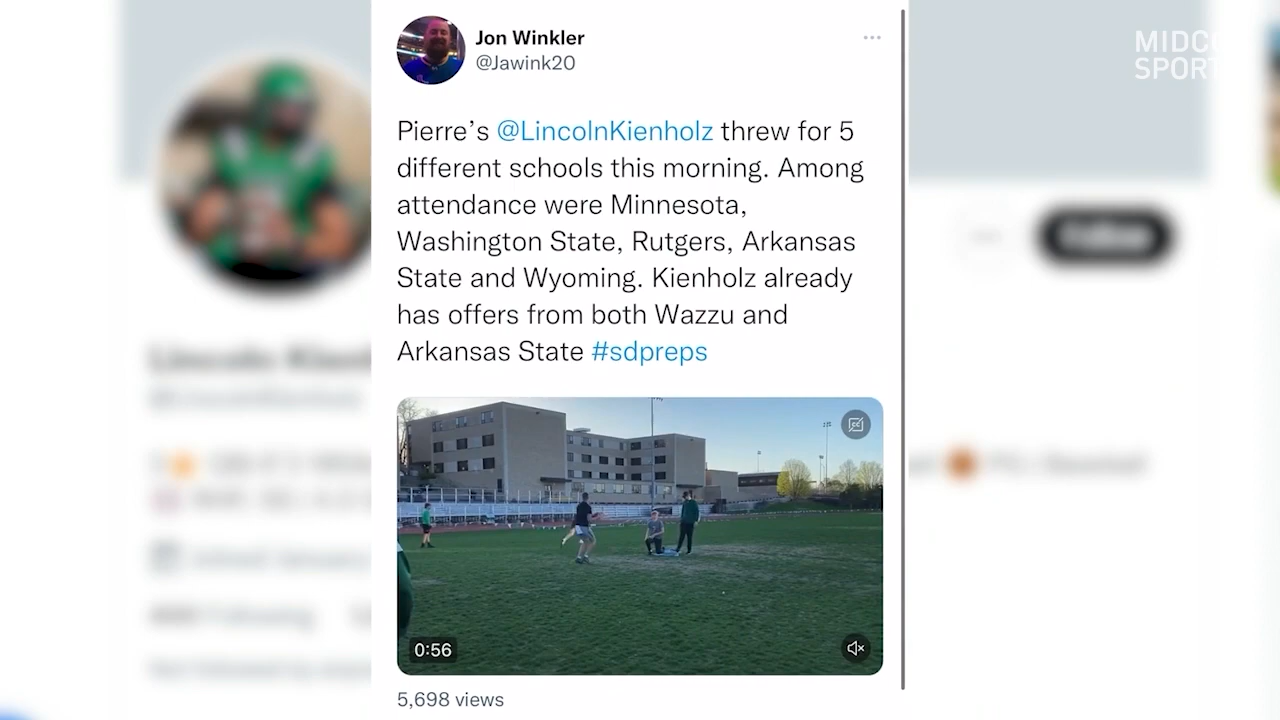 Jon Winkler
@Jawink20
MIDCO
SPORT
Pierre's @LincolnKienholz threw for 5
different schools this morning. Among
attendance were Minnesota,
Washington State, Rutgers, Arkansas
State and Wyoming. Kienholz already
has offers from both Wazzu and
Arkansas State #sdpreps
0:56
5,698 views